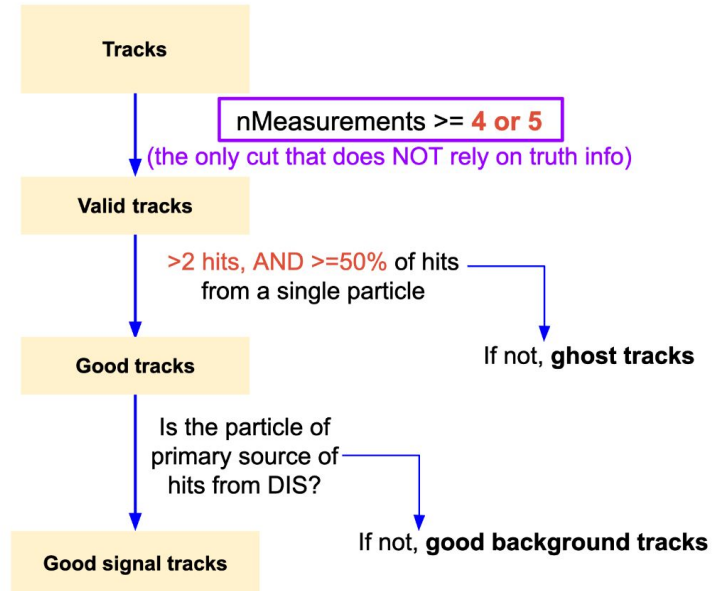 Tracks
nMeasurements >= 4 or 5
(the only cut that does NOT rely on truth info)
Valid tracks
>2 hits, AND >=50% of hits
from a single particle
If not, ghost tracks
Good tracks
Is the particle of
primary source of
hits from DIS?
If not, good background tracks
Good signal tracks